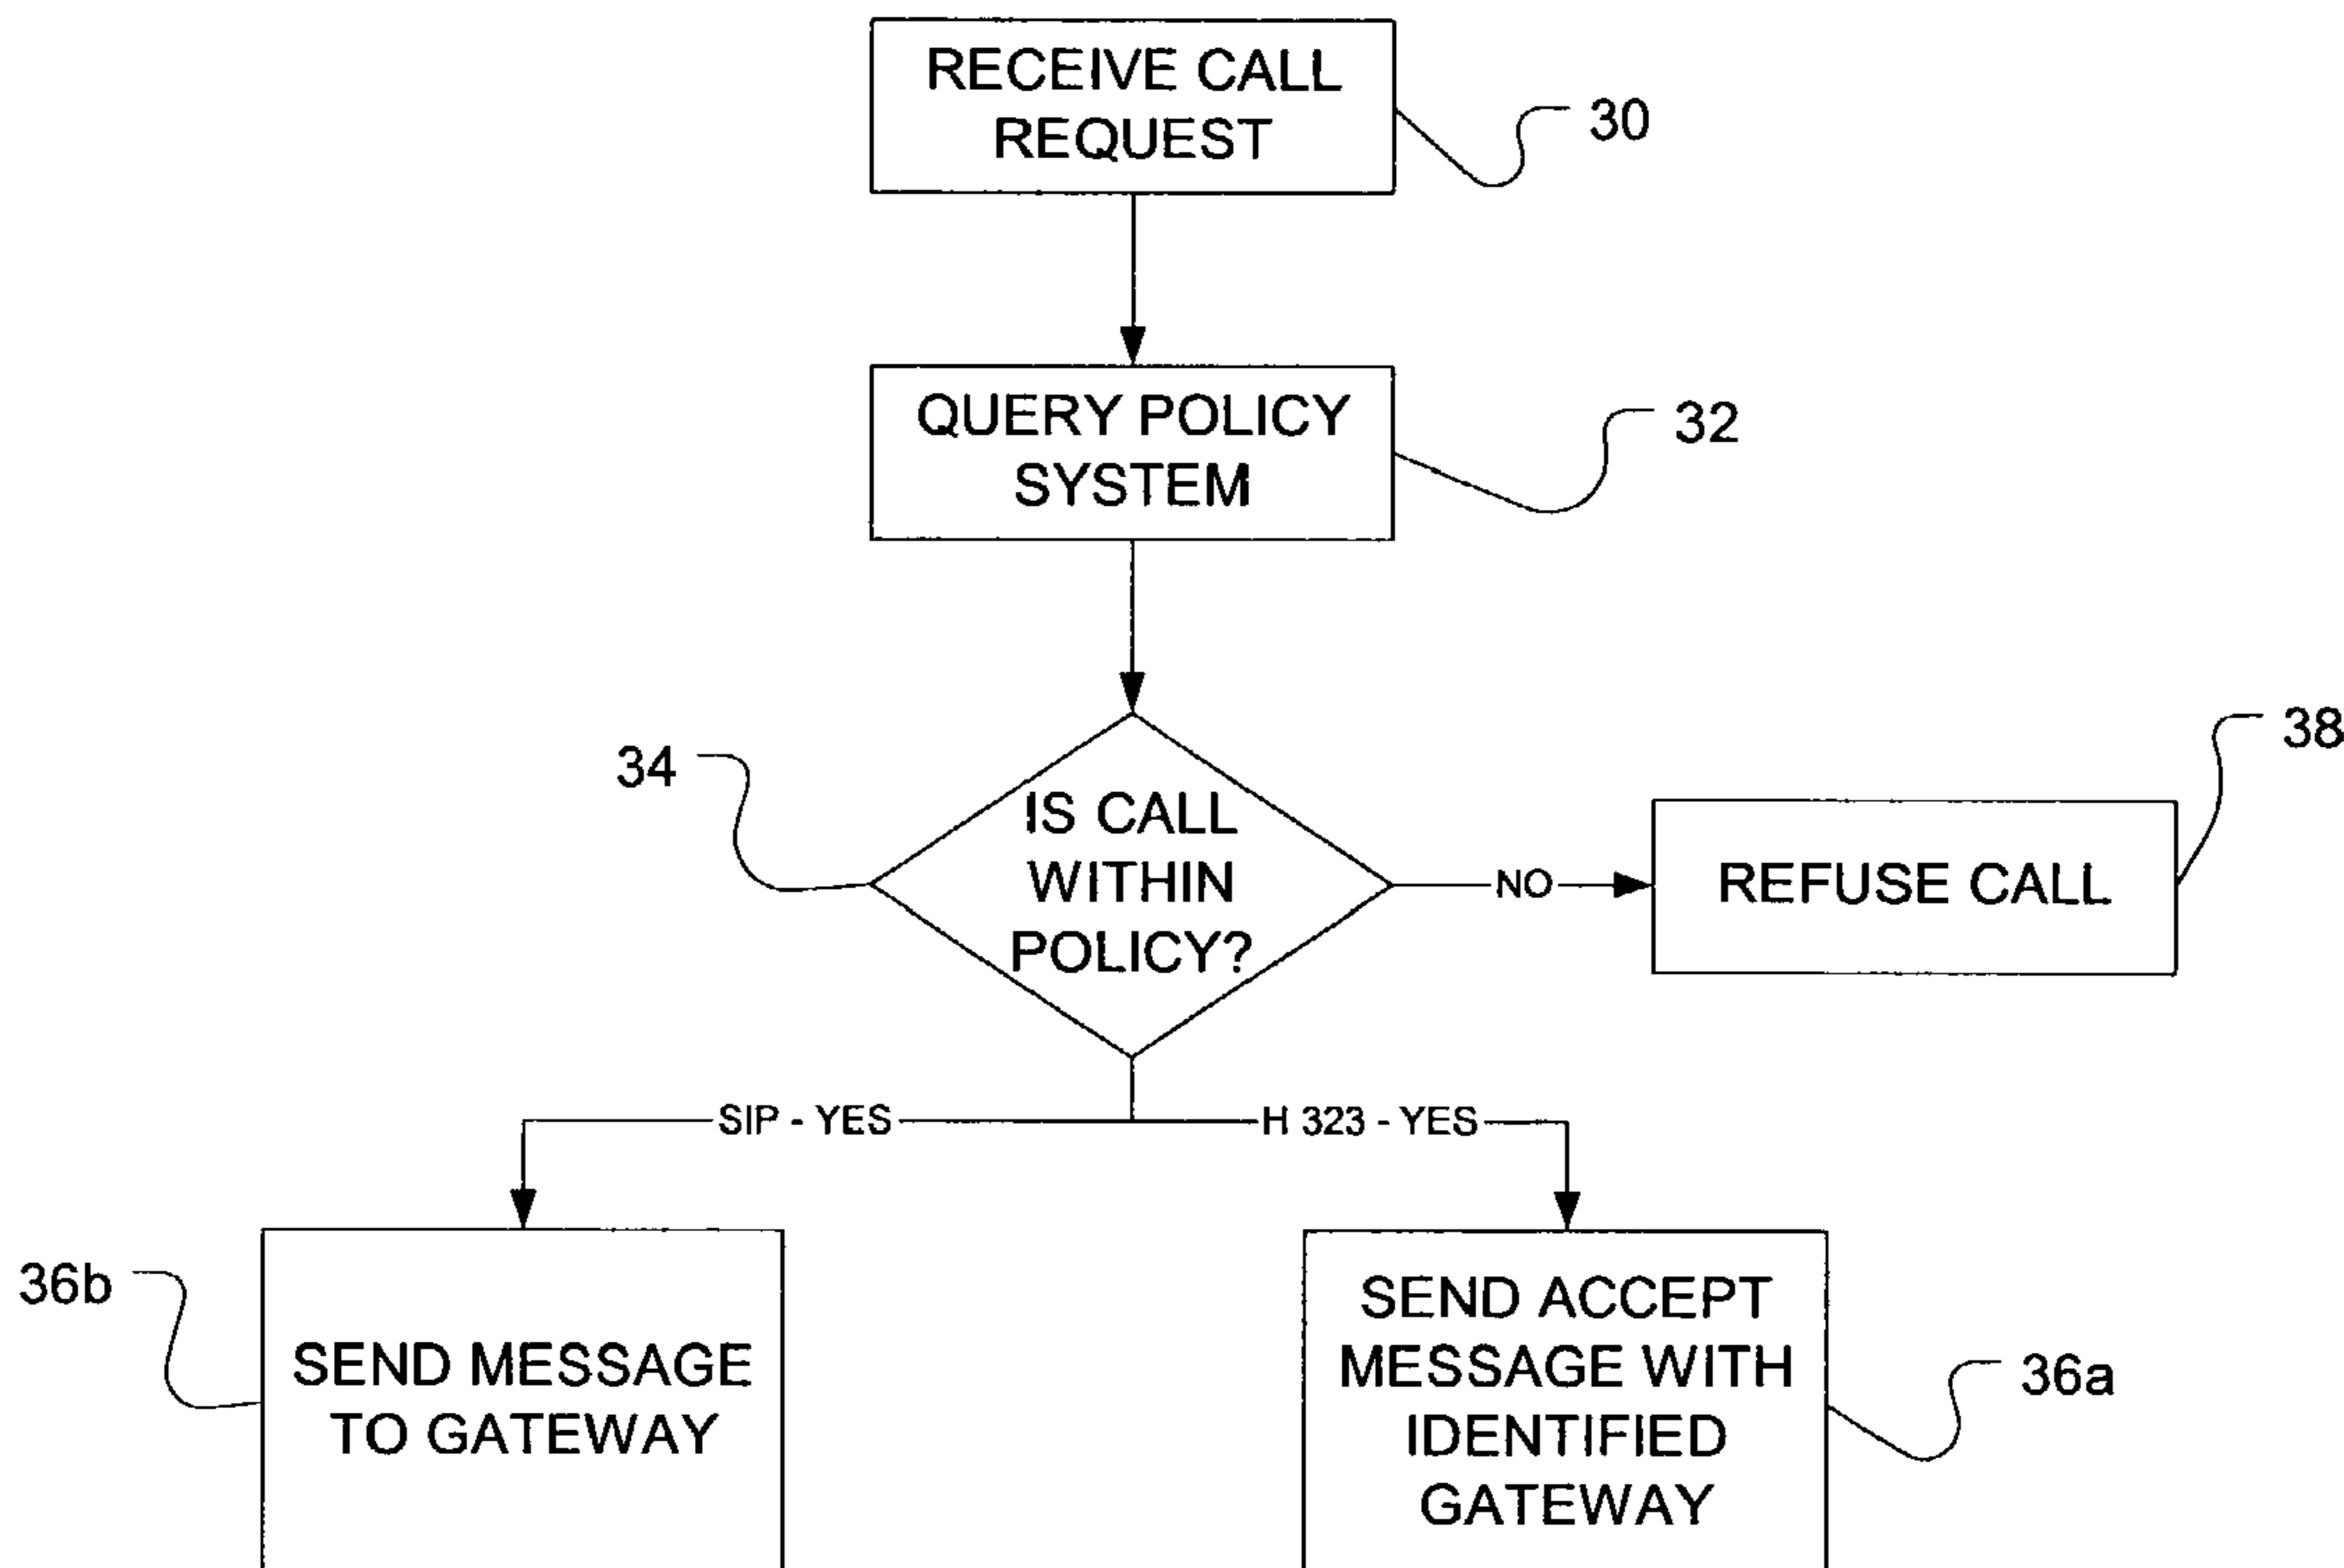 RECEIVE CALL
REQUEST
30
QUERY POLICY
SYSTEM
32
34
IS CALL
WITHIN
POLICY?
NO
REFUSE CALL
38
SIP - YES
H 323 - YES
36b
SEND MESSAGE
TO GATEWAY
SEND ACCEPT
MESSAGE WITH
IDENTIFIED
GATEWAY
36a